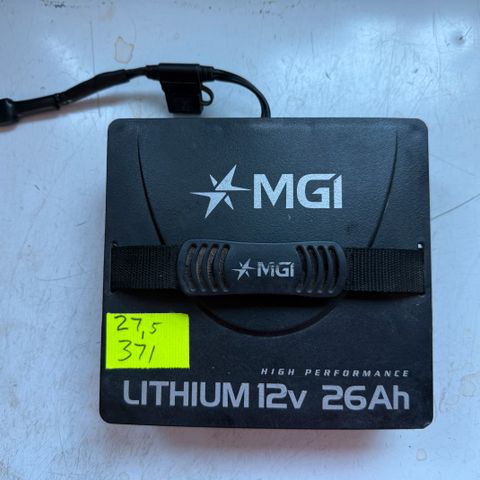 MGI
MGI
27,5
371
HIGH PERFORMANCE
LITHIUM 12v 26Ah